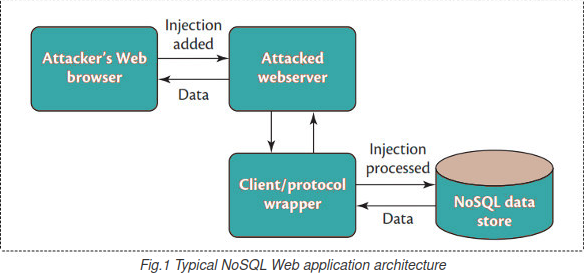 Injection
added
Attacker's Web
browser
Attacked
webserver
Data
Client/protocol
wrapper
Injection
processed
NoSQL data
store
Data
Fig.1 Typical NoSQL Web application architecture